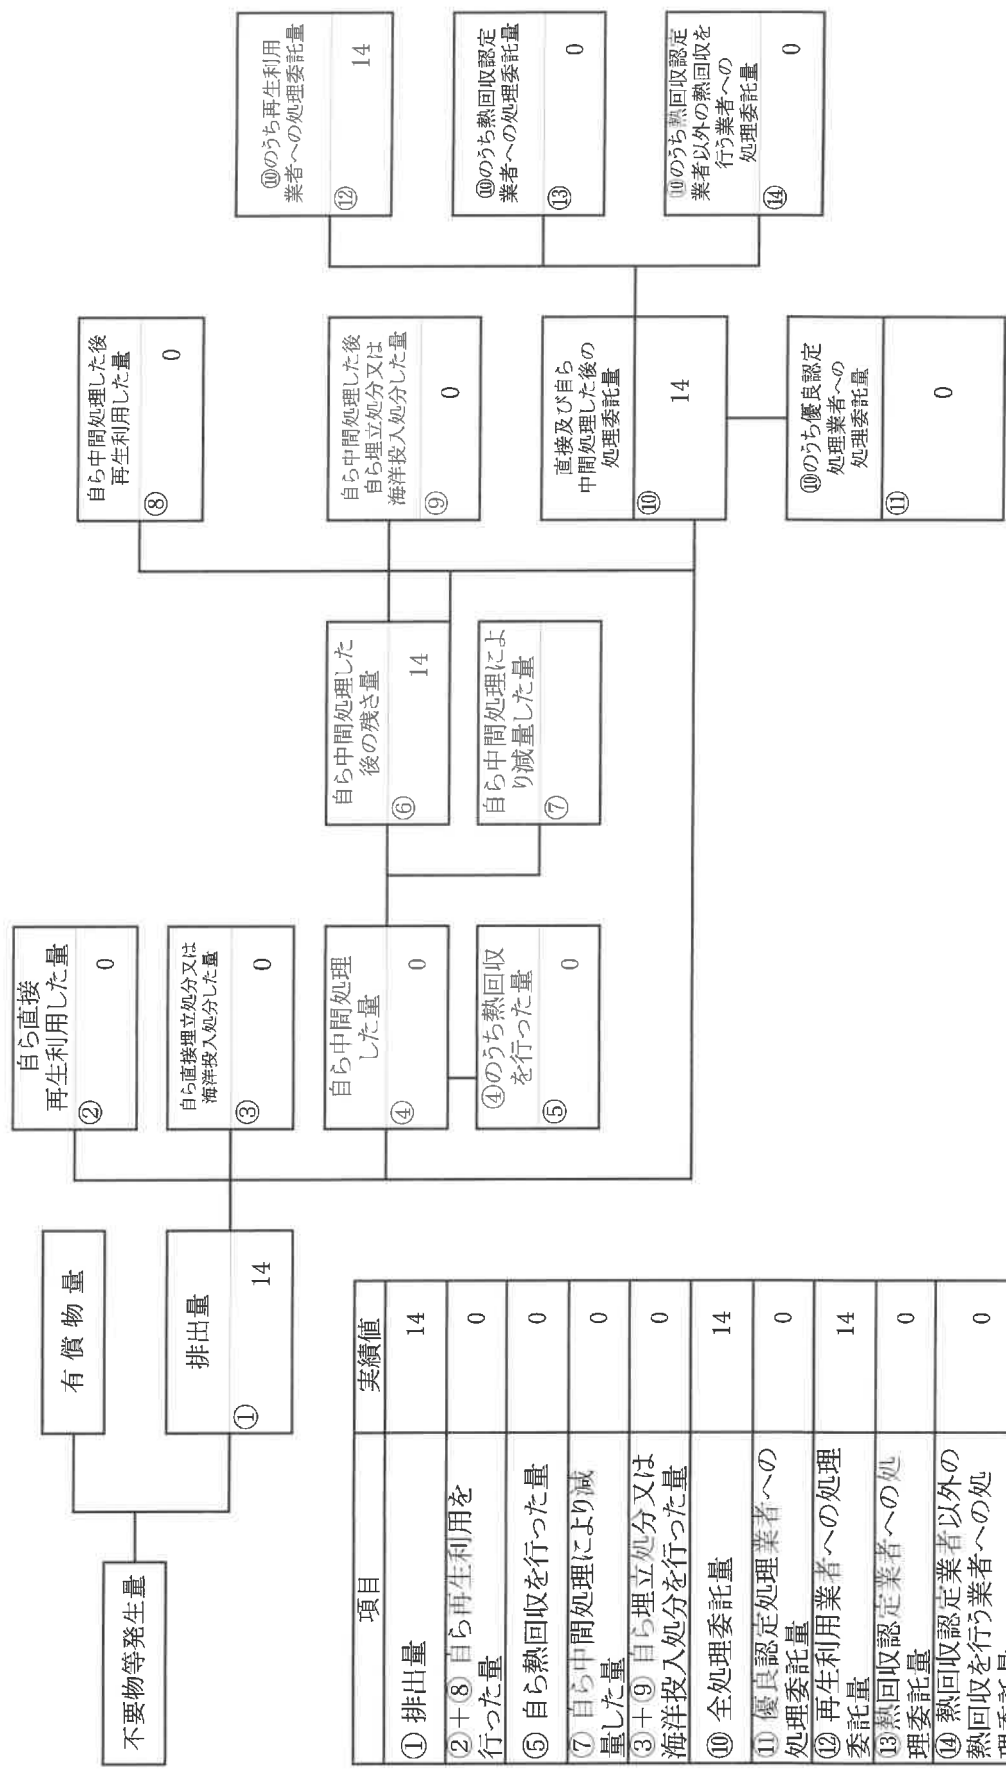 不要物等発生量
有償物量
排出量
①
14
自ら直接
再生利用した量
②
0
自ら直接埋立処分又は
海洋投入処分した量
③
0
自ら中間処理
した量
④
0
④のうち熱回収
を行った量
⑤
0
自ら中間処理した
後の残さ量
⑥
14
自ら中間処理によ
り減量した量
⑦
自ら中間処理した後
再生利用した量
⑧
0
自ら中間処理した後
自ら埋立処分又は
海洋投入処分した量
⑨
0
直接及び自ら
中間処理した後の
処理委託量
⑩
14
⑩のうち優良認定
処理業者への
処理委託量
⑪
0
⑩のうち再生利用
業者への処理委託量
⑫
14
⑩のうち熱回収認定
業者への処理委託量
⑬
0
⑩のうち熱回収認定
業者以外の熱回収を
行う業者への
処理委託量
⑭
0
項目 実績値
①排出量 14
②+⑧ 自ら再生利用を
行った量 0
⑤自ら熱回収を行った量 0
⑦自ら中間処理により減
量した量 0
③+⑨ 自ら埋立処分又は
海洋投入処分を行った量 0
⑩全処理委託量 14
⑪優良認定処理業者への
処理委託量 0
⑫再生利用業者への処理
委託量 14
⑬熱回収認定業者への処
理委託量 0
⑭熱回収認定業者以外の
熱回収を行う業者への処
理委託量 0